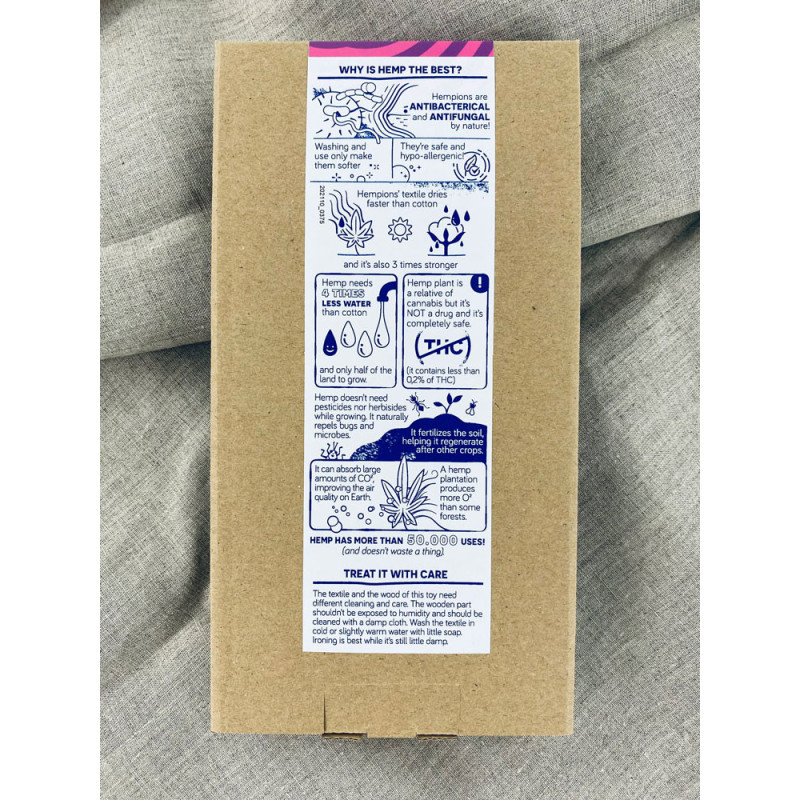 WHY IS HEMP THE BEST?
Hempions are
ANTIBACTERICAL
and ANTIFUNGAL
by nature!
Washing and
use only make
them softer
They're safe and
hypo-allergenic!
202110_0375
Hempions' textile dries
faster than cotton
and it's also 3 times stronger
Hemp needs
4 TIMES
LESS WATER
than cotton
and only half of the
land to grow.
!
Hemp plant is
a relative of
cannabis but it's
NOT a drug and it's
completely safe.
(THC)
(it contains less than
0,2% of THC)
Hemp doesn't need
pesticides nor herbisides
while growing. It naturally
repels bugs and
microbes.
It fertilizes the soil,
helping it regenerate
after other crops.
It can absorb large
amounts of CO²,
improving the air
quality on Earth.
A hemp
plantation
produces
more O²
than some
forests.
HEMP HAS MORE THAN 50.000 USES!
(and doesn't waste a thing).
TREAT IT WITH CARE
The textile and the wood of this toy need
different cleaning and care. The wooden part
shouldn't be exposed to humidity and should be
cleaned with a damp cloth. Wash the textile in
cold or slightly warm water with little soap.
Ironing is best while it's still little damp.